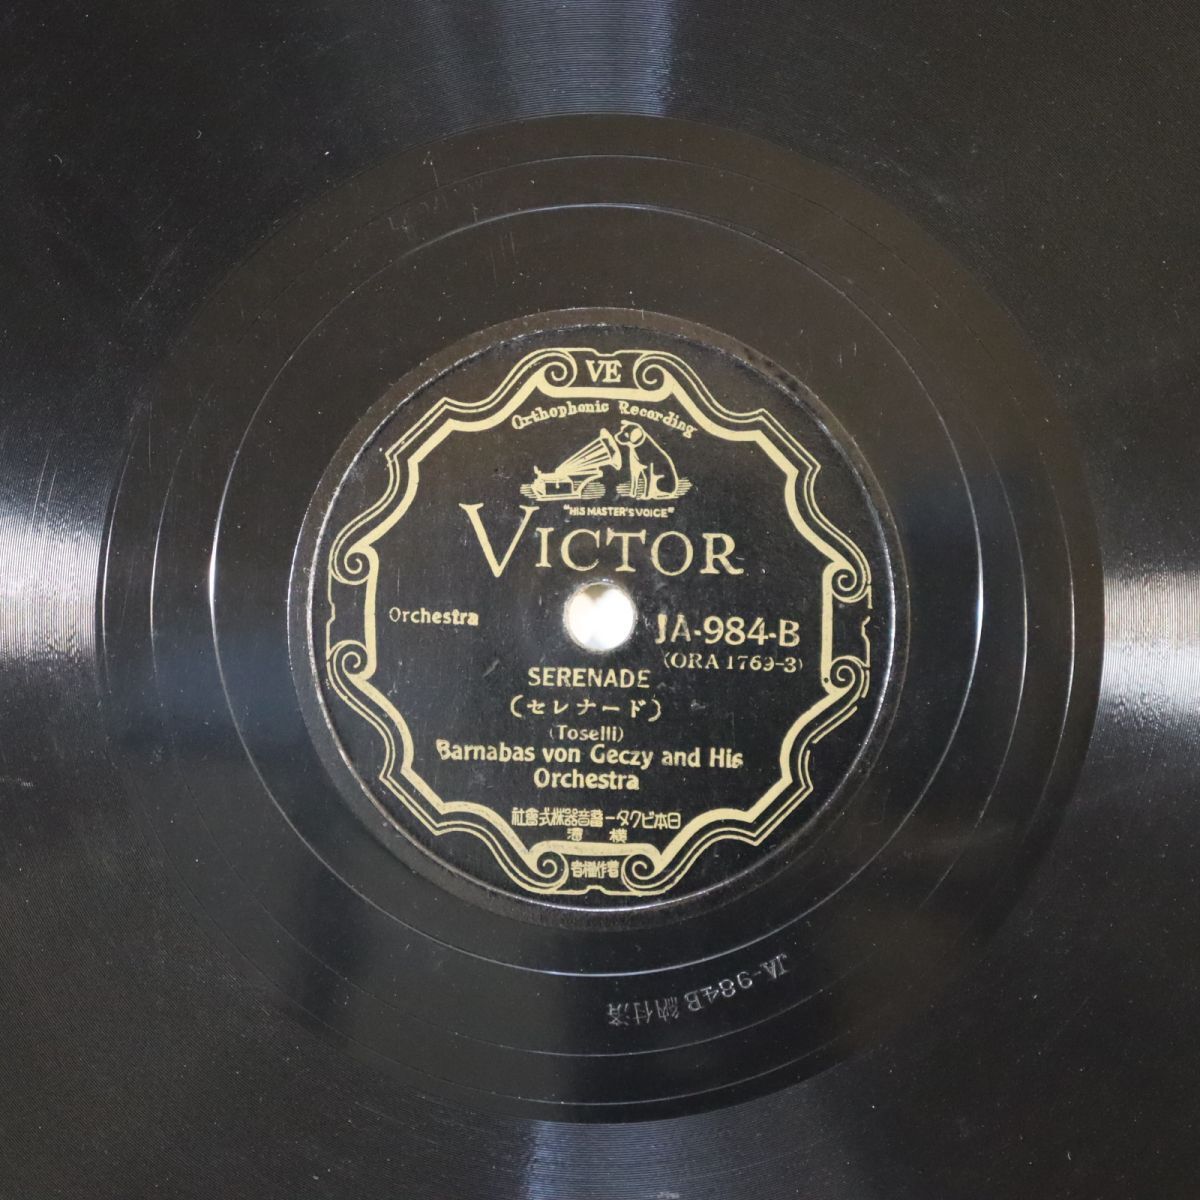 VE
Orthophonic Recording
"HIS MASTER'S VOICE"
VICTOR
Orchestra
JA-984-B
(ORA 1769-3)
SERENADE
(セレナード)
(Toselli)
Barnabas von Geczy and His
Orchestra
社會式株器音蓄ータクビ本日
濱横
者権作著
JA-984B納付済